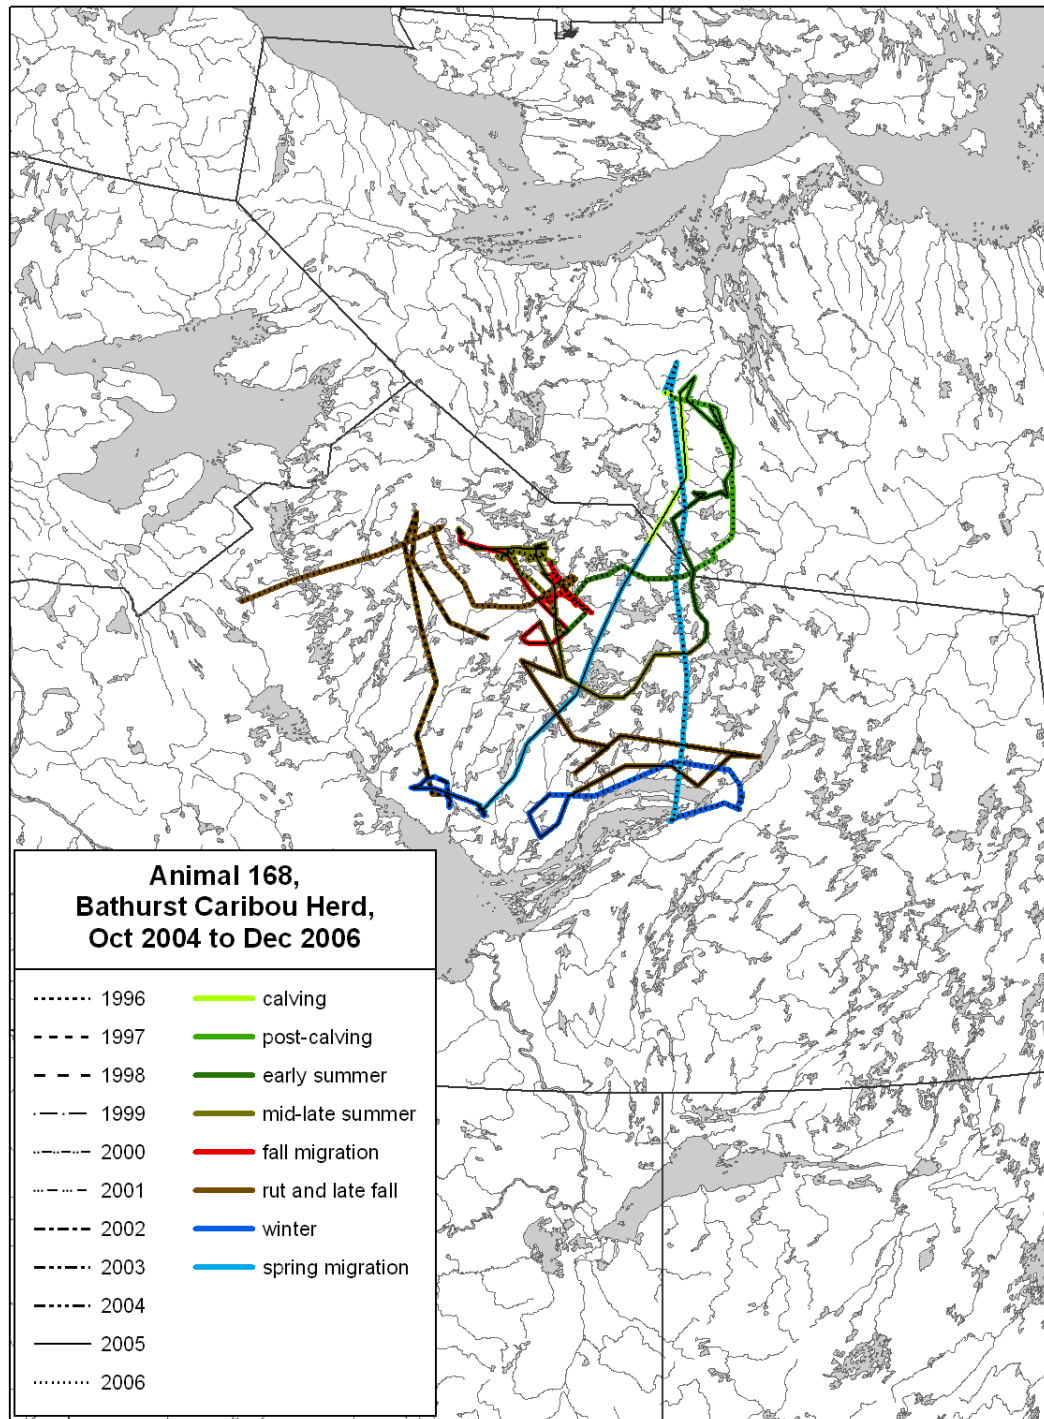 Animal 168,
Bathurst Caribou Herd,
Oct 2004 to Dec 2006
1996
1997
1998
1999
2000
2001
2002
2003
2004
2005
2006
calving
post-calving
early summer
mid-late summer
fall migration
rut and late fall
winter
spring migration